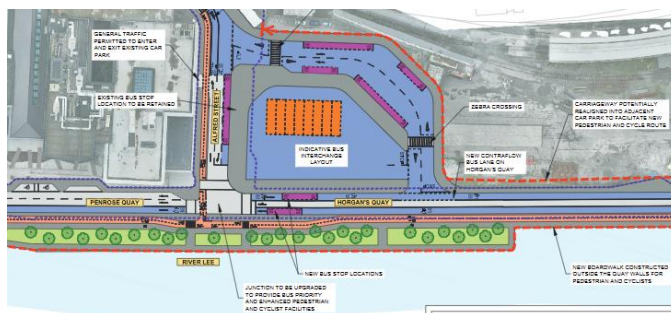 GENERAL TRAFFIC
PERMITTED TO ENTER
AND EXIT EXISTING CAR
PARK
EXISTING BUS STOP
LOCATION TO BE RETAINED
ALFRED STREET
INDICATIVE BUS
INTERCHANGE
LAYOUT
ZEBRA CROSSING
CARRIAGEWAY POTENTIALLY
REALIGNED INTO ADJACENT
CAR PARK TO FACILITATE NEW
PEDESTRIAN AND CYCLE ROUTE
NEW CONTRAFLOW
BUS LANE ON
HORGAN'S QUAY
PENROSE QUAY
HORGAN'S QUAY
RIVER LEE
NEW BUS STOP LOCATIONS
JUNCTION TO BE UPGRADED
TO PROVIDE BUS PRIORITY
AND ENHANCED PEDESTRIAN
AND CYCLIST FACILITIES
NEW BOARDWALK CONSTRUCTED
OUTSIDE THE QUAY WALLS FOR
PEDESTRIAN AND CYCLISTS